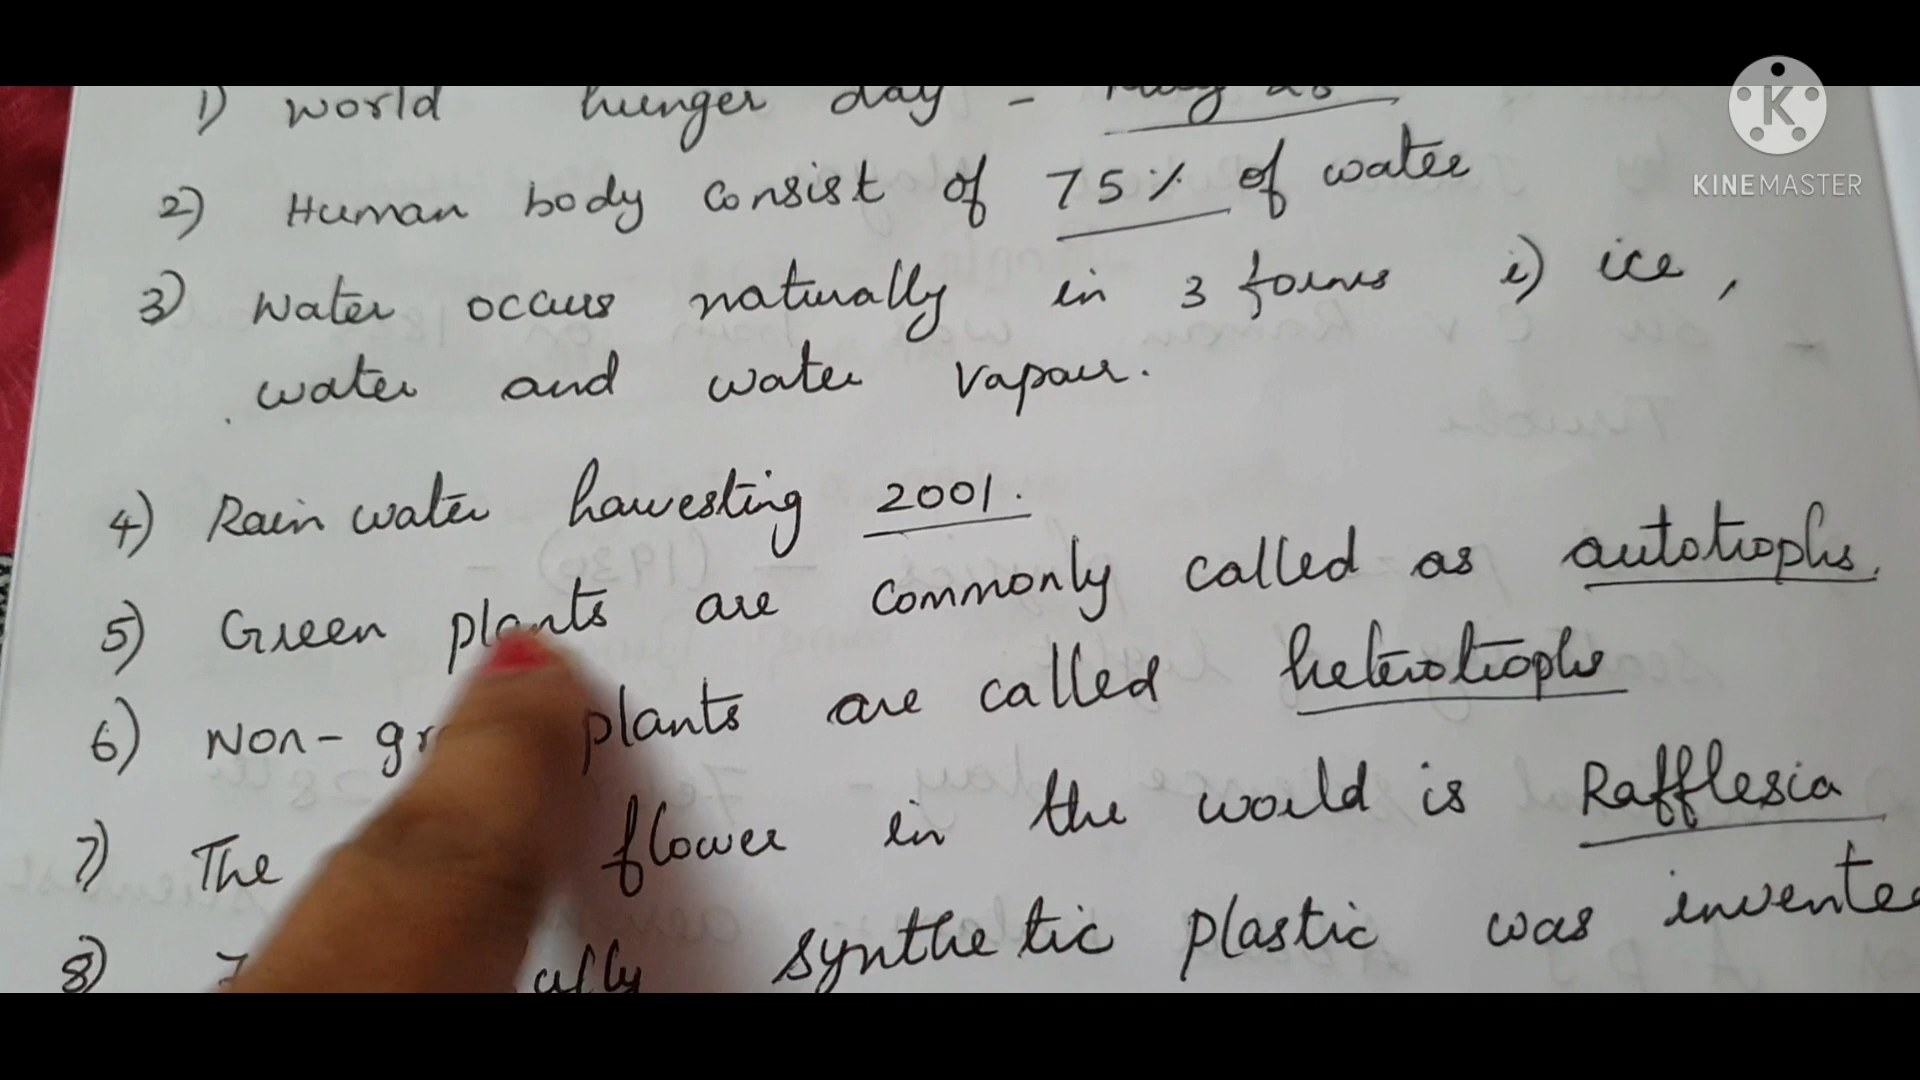 1) World hunger day -
2) Human body consist of 75% of water
3) Water occurs naturally in 3 forms i) ice,
water and water vapour.
4) Rain water harvesting 2001.
5) Green plants are commonly called as autotrophs.
6) Non- plants are called heterotrophs
7) The flower in the world is Rafflesia
8) synthetic plastic was invented
K
KINEMASTER